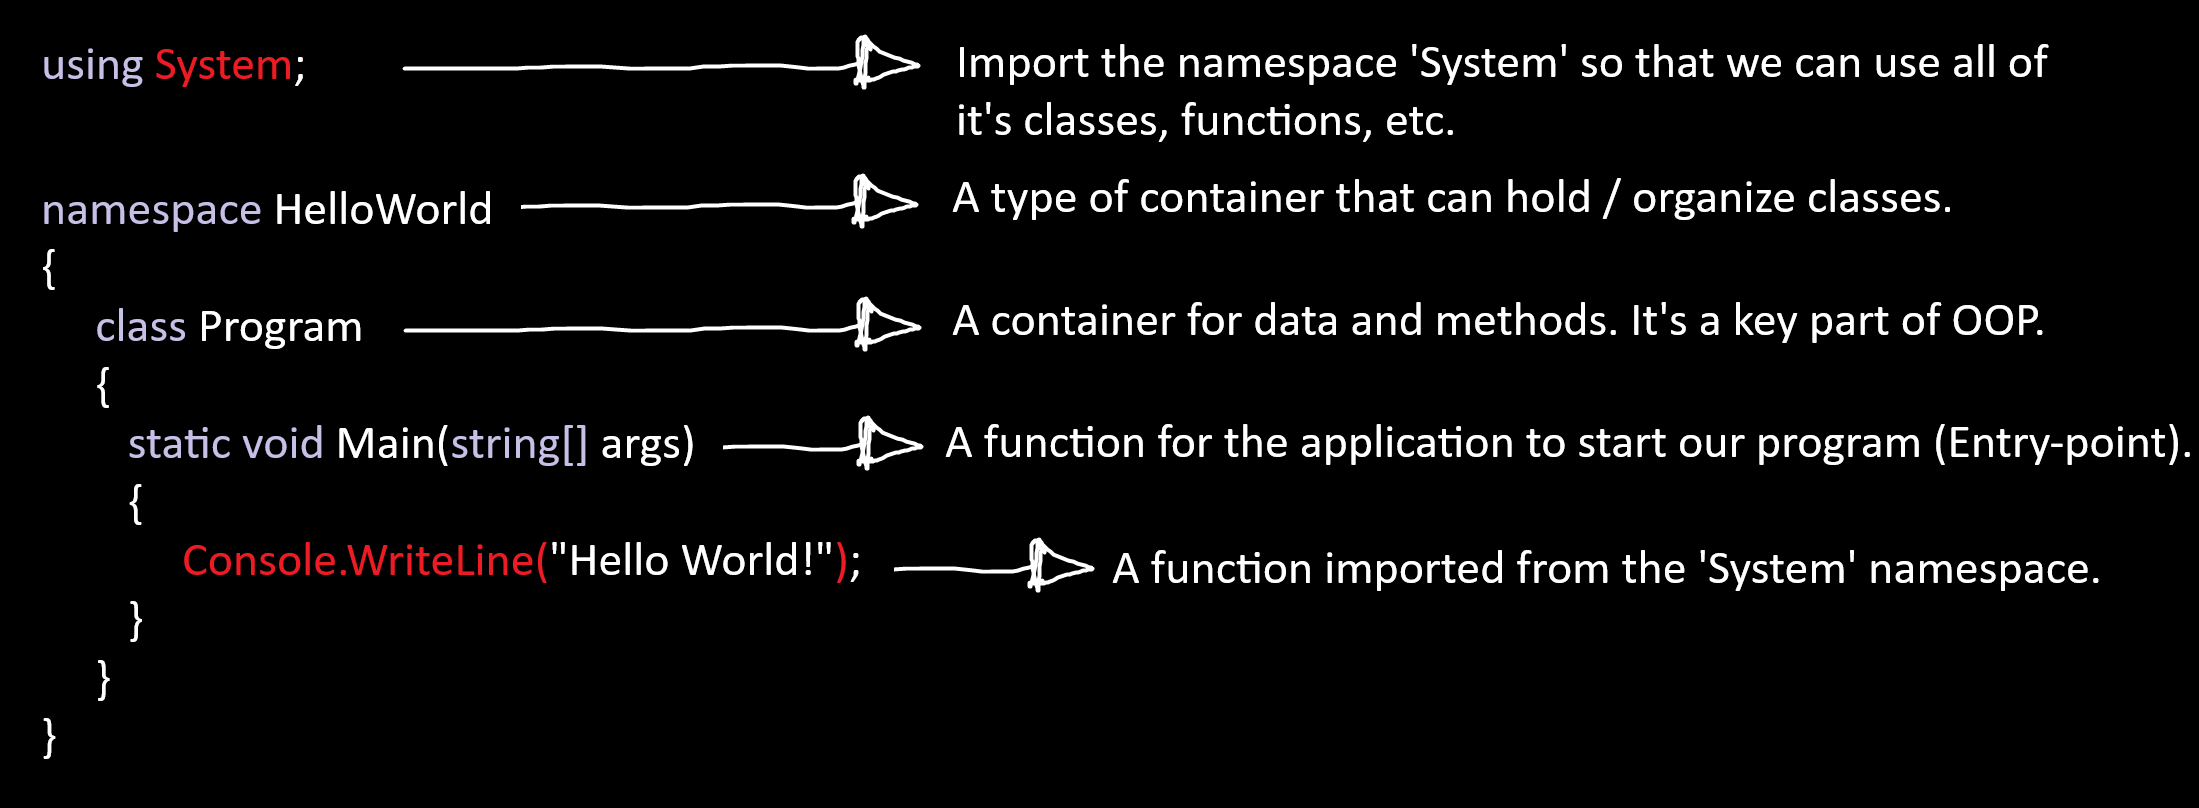 using System;
Import the namespace 'System' so that we can use all of
it's classes, functions, etc.
namespace HelloWorld
A type of container that can hold / organize classes.
{
class Program
A container for data and methods. It's a key part of OOP.
{
static void Main(string[] args)
A function for the application to start our program (Entry-point).
{
Console.WriteLine("Hello World!");
A function imported from the 'System' namespace.
}
}
}